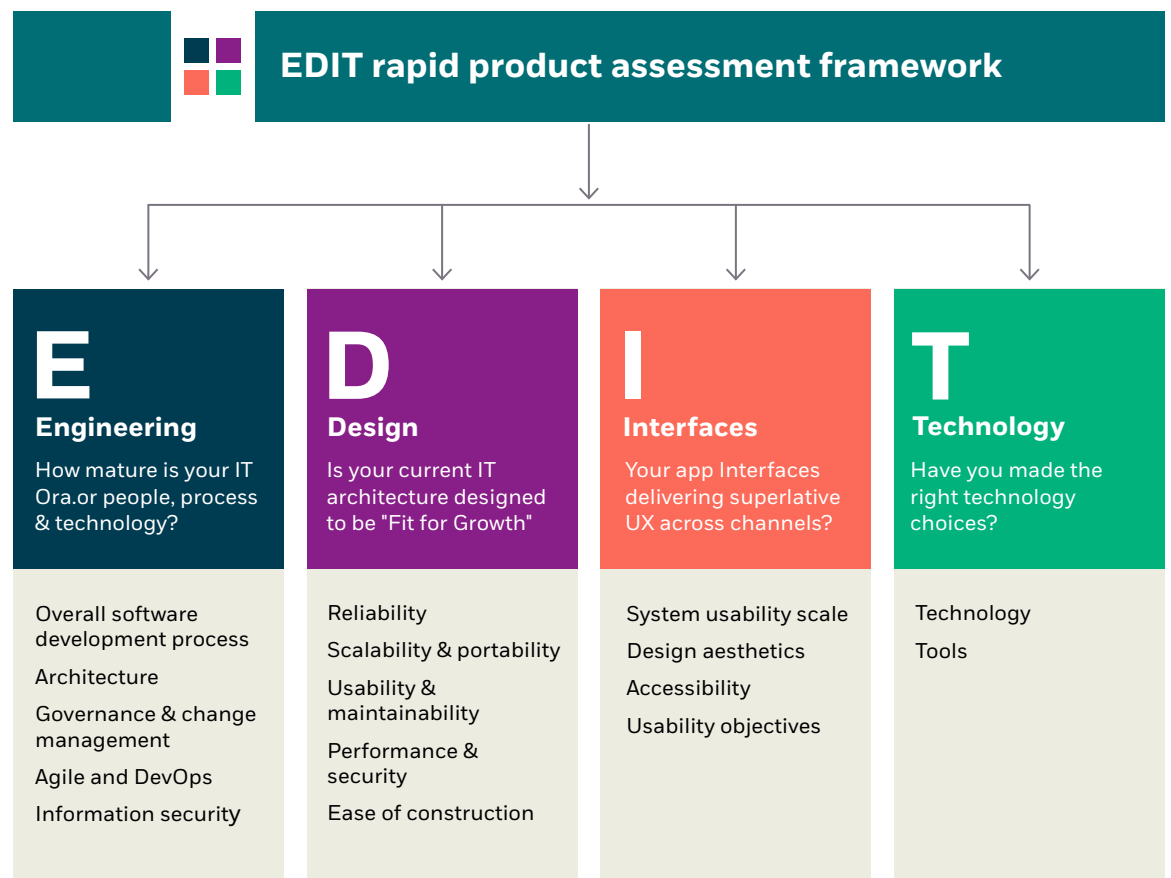 EDIT rapid product assessment framework
E
Engineering
How mature is your IT
Ora.or people, process
& technology?
Overall software
development process
Architecture
Governance & change
management
Agile and DevOps
Information security
D
Design
Is your current IT
architecture designed
to be "Fit for Growth"
Reliability
Scalability & portability
Usability &
maintainability
Performance &
security
Ease of construction
I
Interfaces
Your app Interfaces
delivering superlative
UX across channels?
System usability scale
Design aesthetics
Accessibility
Usability objectives
T
Technology
Have you made the
right technology
choices?
Technology
Tools